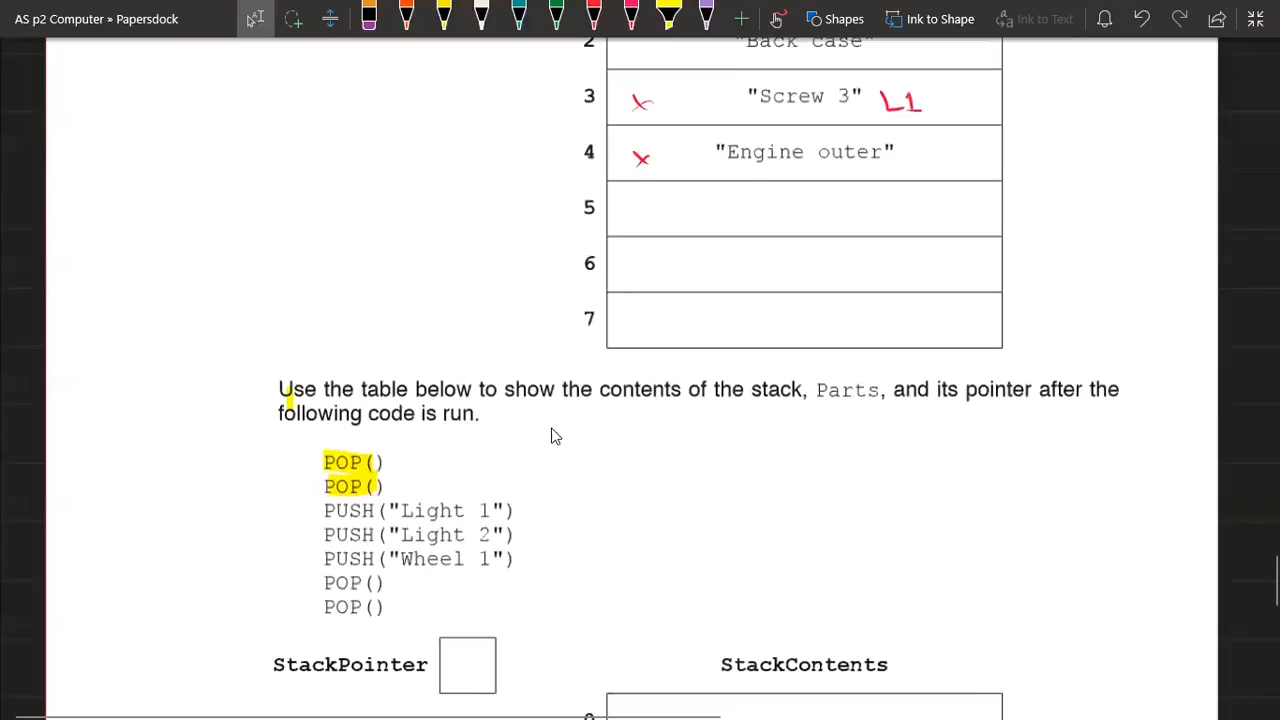 AS p2 Computer » Papersdock
Shapes
Ink to Shape
Ink to Text
2 "Back case"
3 "Screw 3" L1
4 "Engine outer"
5
6
7
Use the table below to show the contents of the stack, Parts, and its pointer after the
following code is run.
POP()
POP()
PUSH("Light 1")
PUSH("Light 2")
PUSH("Wheel 1")
POP()
POP()
StackPointer StackContents
0